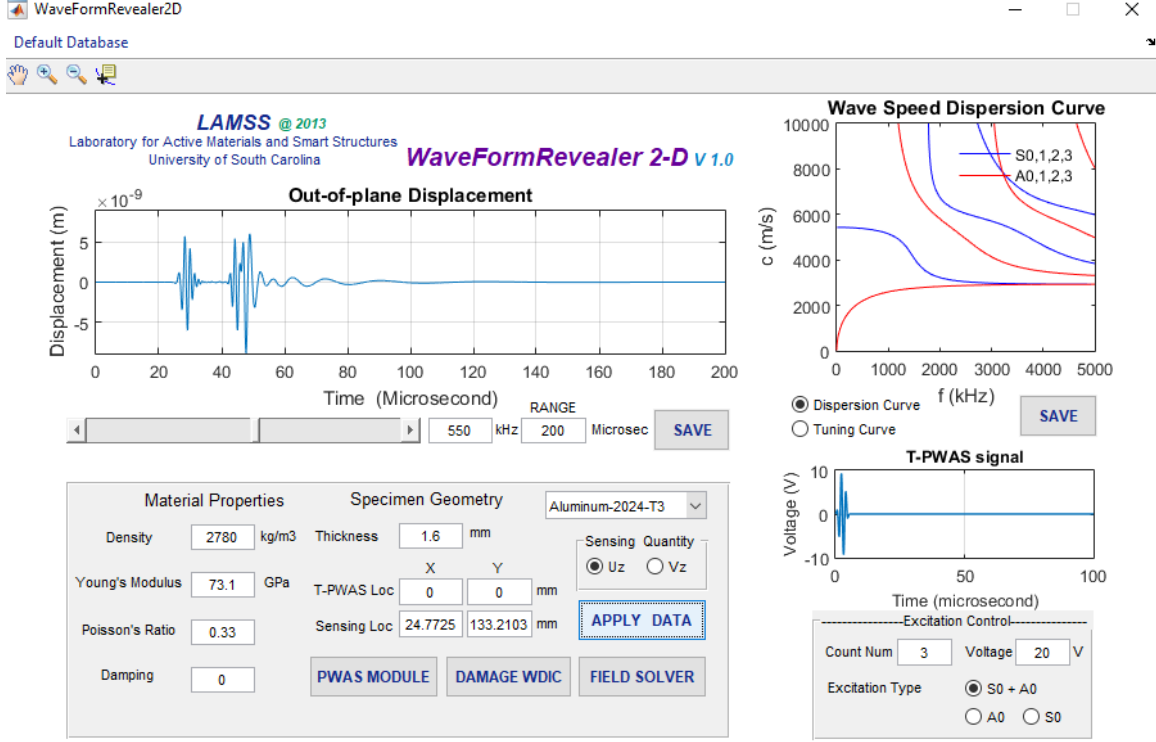 WaveFormRevealer2D
Default Database
LAMSS @ 2013
Laboratory for Active Materials and Smart Structures
University of South Carolina
WaveFormRevealer 2-D V 1.0
Out-of-plane Displacement
× 10^-9
Displacement (m)
5
0
-5
0 20 40 60 80 100 120 140 160 180 200
Time (Microsecond)
550 kHz
RANGE
200 Microsec
SAVE
Wave Speed Dispersion Curve
c (m/s)
10000
8000
6000
4000
2000
0
S0,1,2,3
A0,1,2,3
0 1000 2000 3000 4000 5000
f (kHz)
Dispersion Curve
Tuning Curve
SAVE
Material Properties
Density 2780 kg/m3
Young's Modulus 73.1 GPa
Poisson's Ratio 0.33
Damping 0
Specimen Geometry
Aluminum-2024-T3
Thickness 1.6 mm
X Y
T-PWAS Loc 0 0 mm
Sensing Loc 24.7725 133.2103 mm
Sensing Quantity
Uz Vz
APPLY DATA
PWAS MODULE DAMAGE WDIC FIELD SOLVER
T-PWAS signal
Voltage (V)
10
0
-10
0 50 100
Time (microsecond)
Excitation Control
Count Num 3 Voltage 20 V
Excitation Type S0 + A0
A0 S0